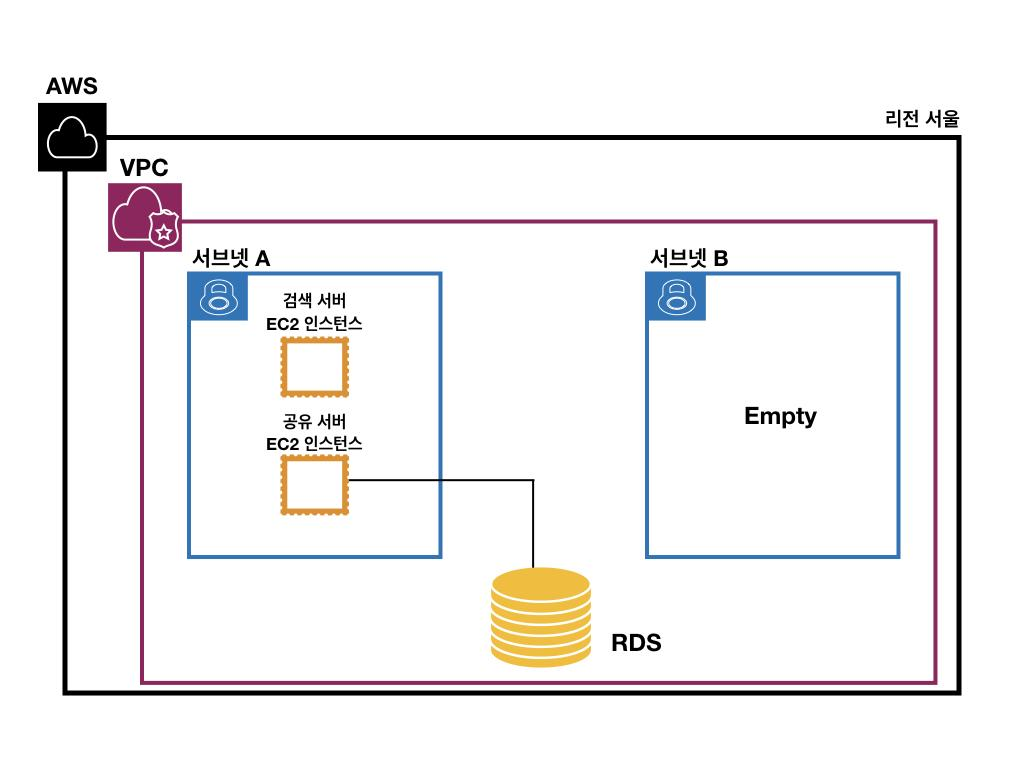 AWS
리전 서울
VPC
서브넷 A
서브넷 B
검색 서버
EC2 인스턴스
공유 서버
EC2 인스턴스
Empty
RDS